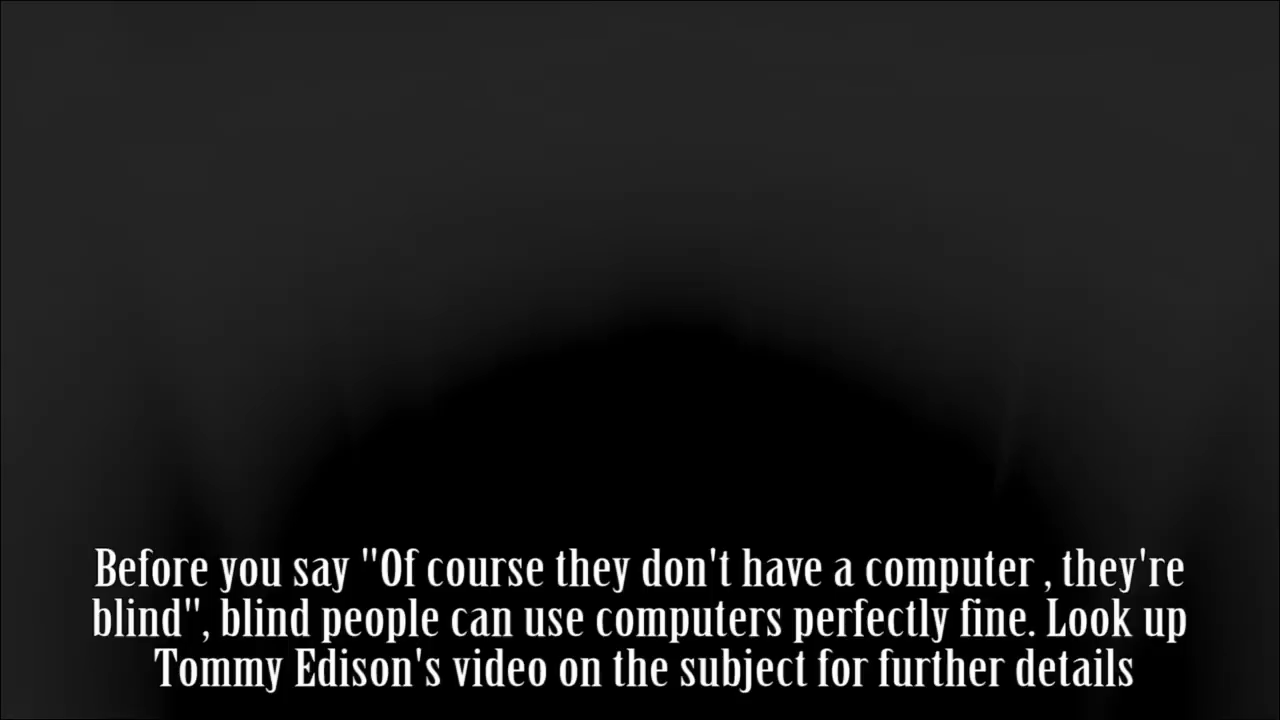 Before you say "Of course they don't have a computer , they're
blind", blind people can use computers perfectly fine. Look up
Tommy Edison's video on the subject for further details